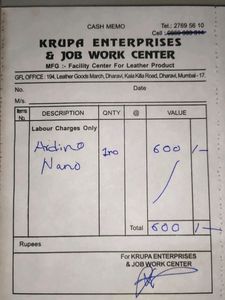 CASH MEMO
Tel.: 2769 56 10
Cell :
KRUPA ENTERPRISES
& JOB WORK CENTER
MFG :- Facility Center For Leather Product
GFL OFFICE : 194, Leather Goods March, Dharavi, Kala Killa Road, Dharavi, Mumbai - 17.
No. Date
M/s.
Items No. DESCRIPTION QNTY @ VALUE
Labour Charges Only
Ardino 1no 600 /-
Nano
Total 600 /-
Rupees
For KRUPA ENTERPRISES
& JOB WORK CENTER